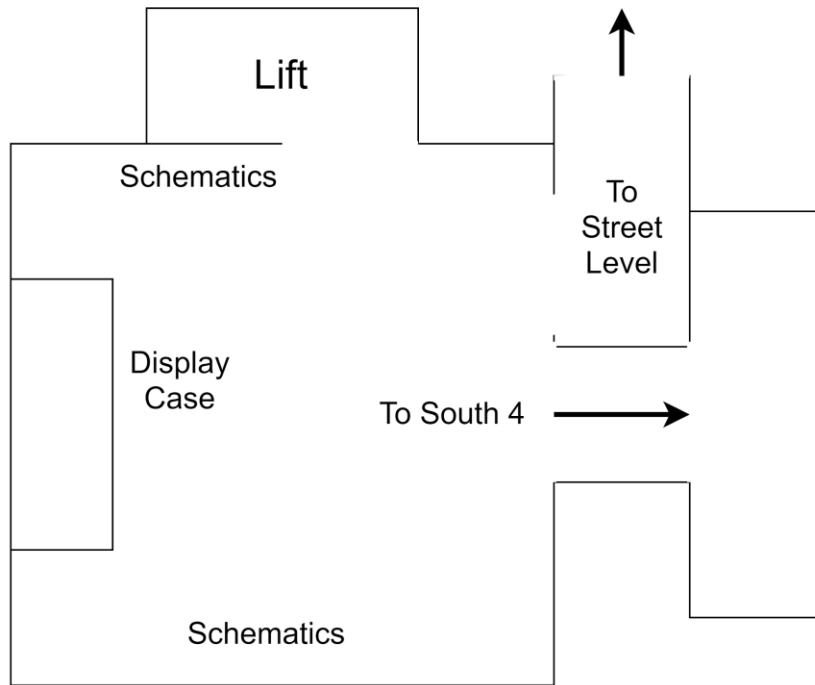 Lift
Schematics
To
Street
Level
Display
Case
To South 4
Schematics